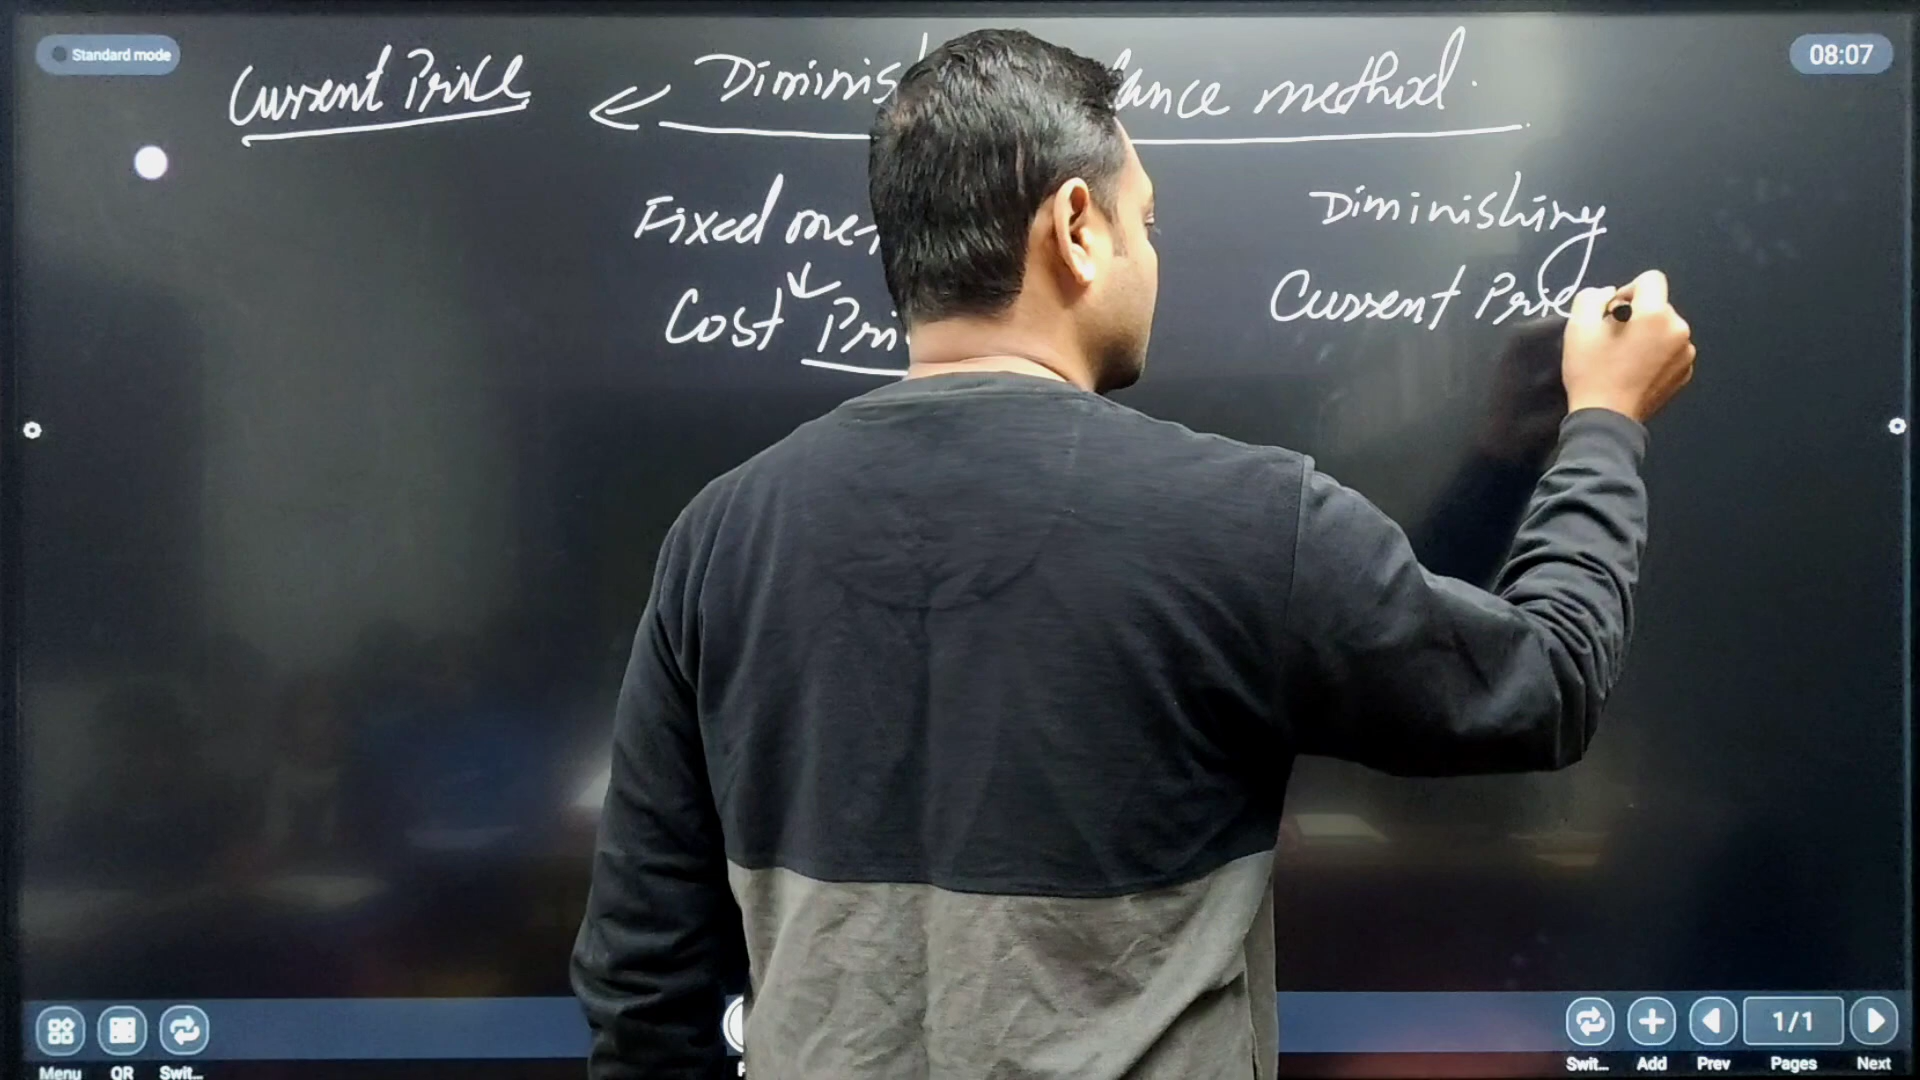 Standard mode
08:07
Current Price ← Diminis ance method.
Fixed Diminishing
Cost Current
Menu QR Swit... Swit... Add Prev 1/1 Pages Next